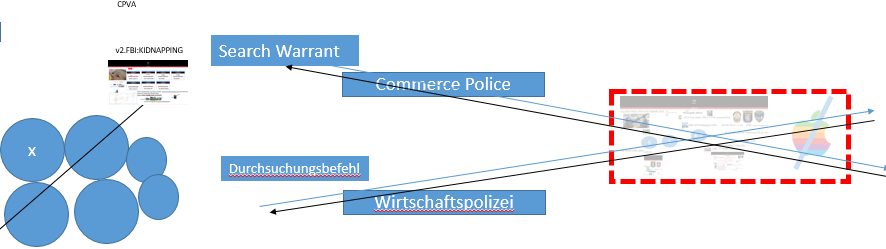 CPVA
v2.FBI:KIDNAPPING
Search Warrant
Commerce Police
X
Durchsuchungsbefehl
Wirtschaftspolizei